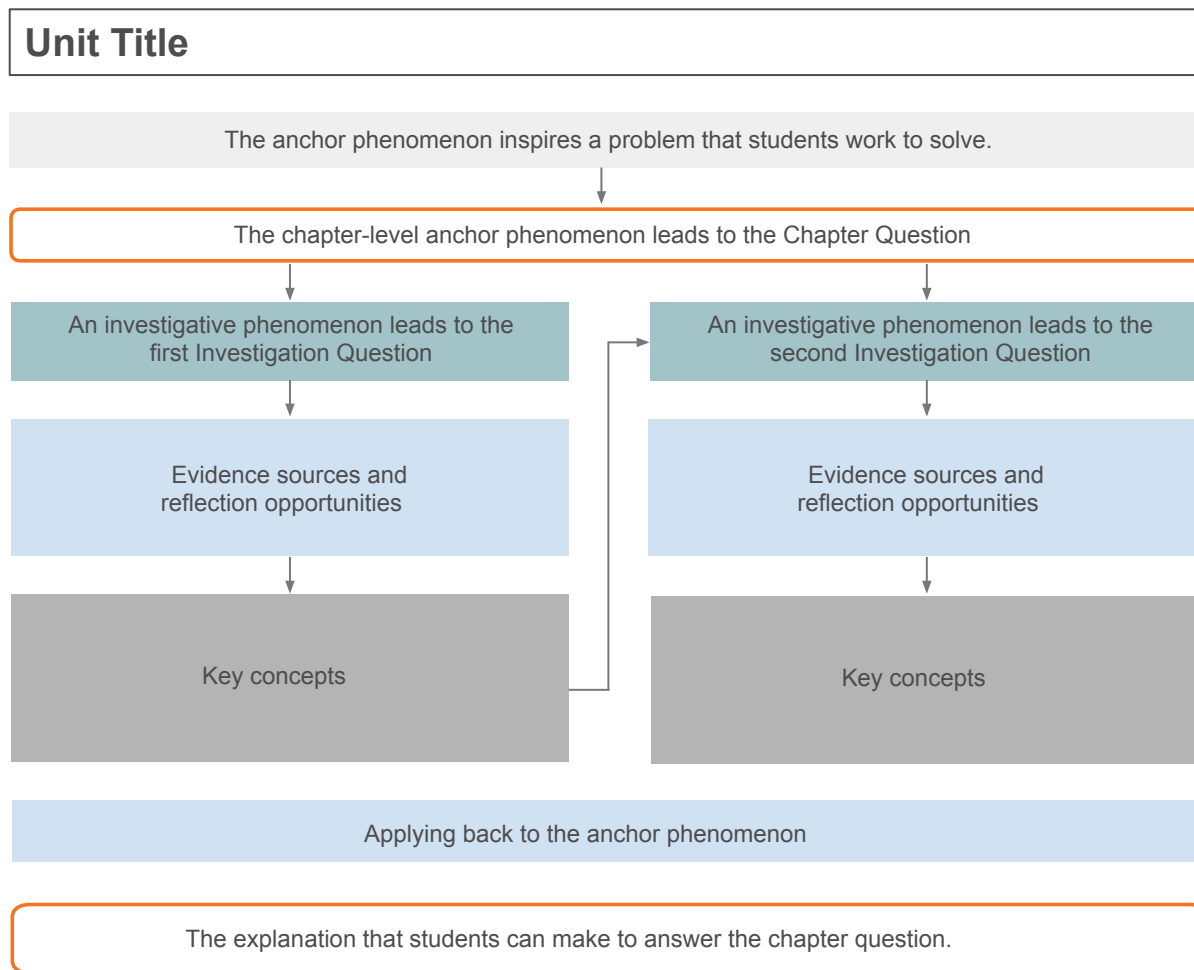 Unit Title
The anchor phenomenon inspires a problem that students work to solve.
The chapter-level anchor phenomenon leads to the Chapter Question
An investigative phenomenon leads to the
first Investigation Question
Evidence sources and
reflection opportunities
Key concepts
An investigative phenomenon leads to the
second Investigation Question
Evidence sources and
reflection opportunities
Key concepts
Applying back to the anchor phenomenon
The explanation that students can make to answer the chapter question.